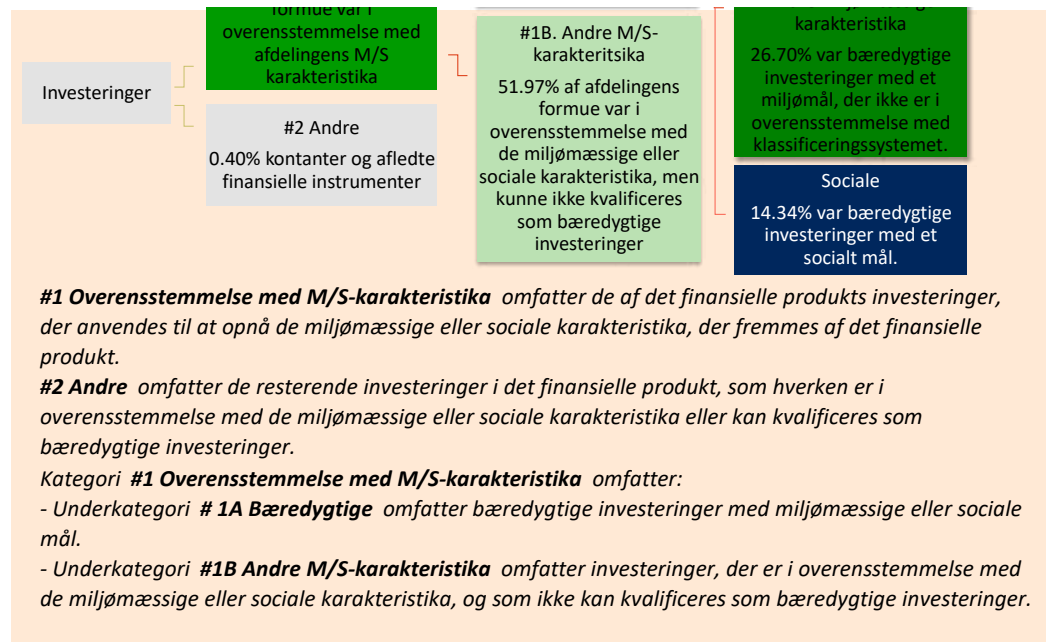 formue var i
overensstemmelse med
afdelingens M/S
karakteristika
Investeringer
#2 Andre
0.40% kontanter og afledte
finansielle instrumenter
#1B. Andre M/S-
karakteritsika
51.97% af afdelingens
formue var i
overensstemmelse med
de miljømæssige eller
sociale karakteristika, men
kunne ikke kvalificeres
som bæredygtige
investeringer
karakteristika
26.70% var bæredygtige
investeringer med et
miljømål, der ikke er i
overensstemmelse med
klassificeringssystemet.
Sociale
14.34% var bæredygtige
investeringer med et
socialt mål.
#1 Overensstemmelse med M/S-karakteristika omfatter de af det finansielle produkts investeringer,
der anvendes til at opnå de miljømæssige eller sociale karakteristika, der fremmes af det finansielle
produkt.
#2 Andre omfatter de resterende investeringer i det finansielle produkt, som hverken er i
overensstemmelse med de miljømæssige eller sociale karakteristika eller kan kvalificeres som
bæredygtige investeringer.
Kategori #1 Overensstemmelse med M/S-karakteristika omfatter:
- Underkategori # 1A Bæredygtige omfatter bæredygtige investeringer med miljømæssige eller sociale
mål.
- Underkategori #1B Andre M/S-karakteristika omfatter investeringer, der er i overensstemmelse med
de miljømæssige eller sociale karakteristika, og som ikke kan kvalificeres som bæredygtige investeringer.